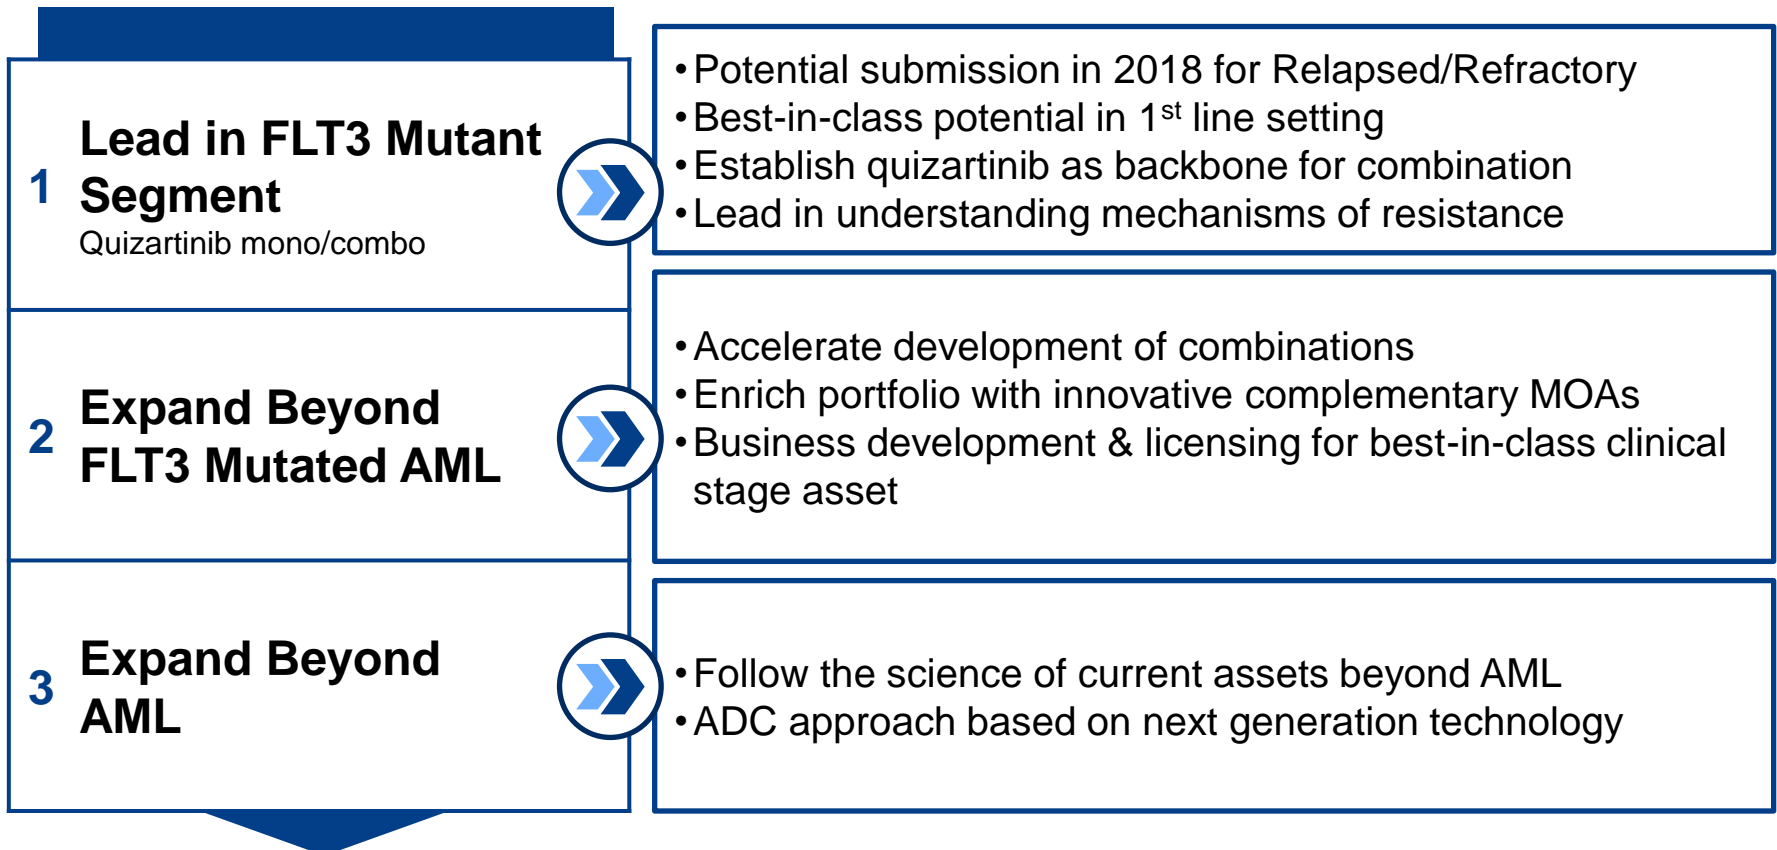 1
Lead in FLT3 Mutant
Segment
Quizartinib mono/combo
•Potential submission in 2018 for Relapsed/Refractory
•Best-in-class potential in 1st line setting
•Establish quizartinib as backbone for combination
•Lead in understanding mechanisms of resistance
2
Expand Beyond
FLT3 Mutated AML
•Accelerate development of combinations
•Enrich portfolio with innovative complementary MOAs
•Business development & licensing for best-in-class clinical
stage asset
3
Expand Beyond
AML
•Follow the science of current assets beyond AML
•ADC approach based on next generation technology